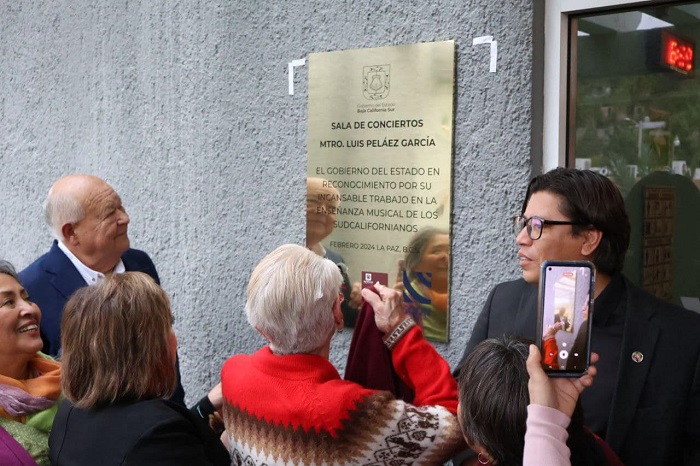 Gobierno del Estado
Baja California Sur
SALA DE CONCIERTOS
MTRO. LUIS PELÁEZ GARCÍA
EL GOBIERNO DEL ESTADO EN
RECONOCIMIENTO POR SU
INCANSABLE TRABAJO EN LA
ENSEÑANZA MUSICAL DE LOS
SUDCALIFORNIANOS
FEBRERO 2024 LA PAZ, B.C.S